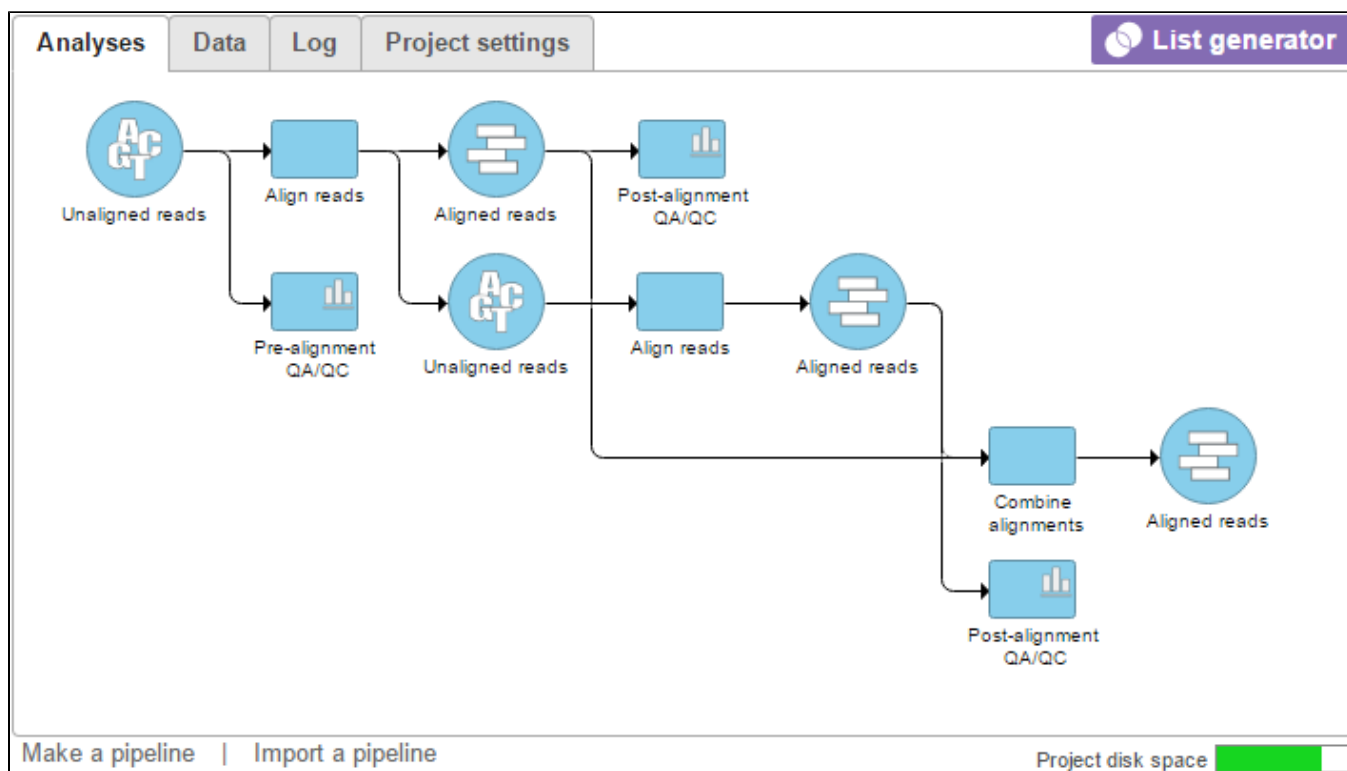 Analyses
Data
Log
Project settings
List generator
ACGT
Unaligned reads
Align reads
Aligned reads
Post-alignment
QA/QC
Pre-alignment
QA/QC
ACGT
Unaligned reads
Align reads
Aligned reads
Combine
alignments
Aligned reads
Post-alignment
QA/QC
Make a pipeline | Import a pipeline
Project disk space